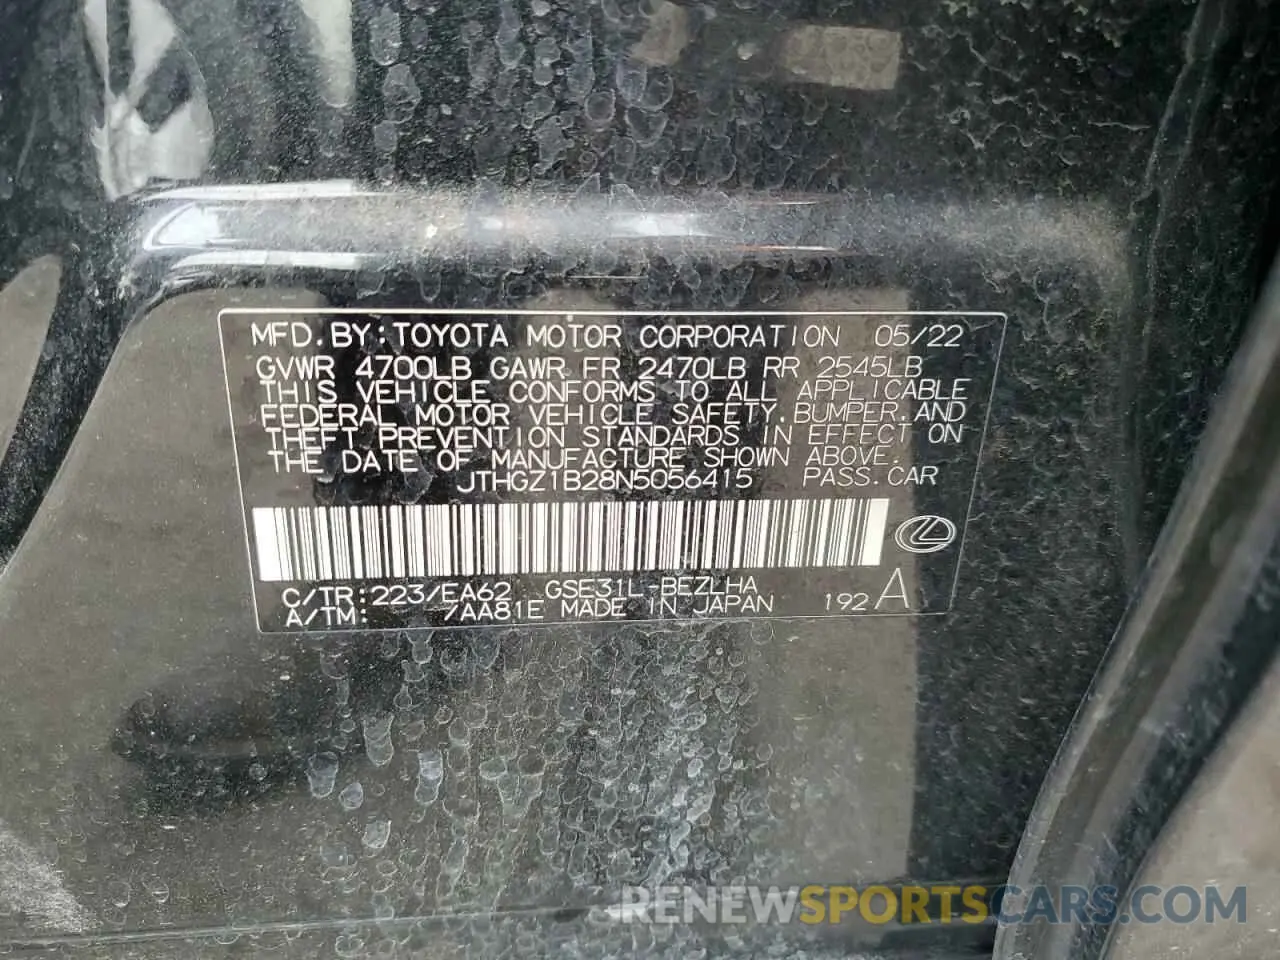 MFD. BY: TOYOTA MOTOR CORPORATION 05/22
GVWR 4700LB GAWR FR 2470LB RR 2545LB
THIS VEHICLE CONFORMS TO ALL APPLICABLE
FEDERAL MOTOR VEHICLE SAFETY, BUMPER, AND
THEFT PREVENTION STANDARDS IN EFFECT ON
THE DATE OF MANUFACTURE SHOWN ABOVE.
JTHGZ1B28N5056415 PASS. CAR
C/TR: 223/EA62 GSE31L-BEZLHA
A/TM: /AA81E MADE IN JAPAN 192 A
RENEWSPORTSCARS.COM